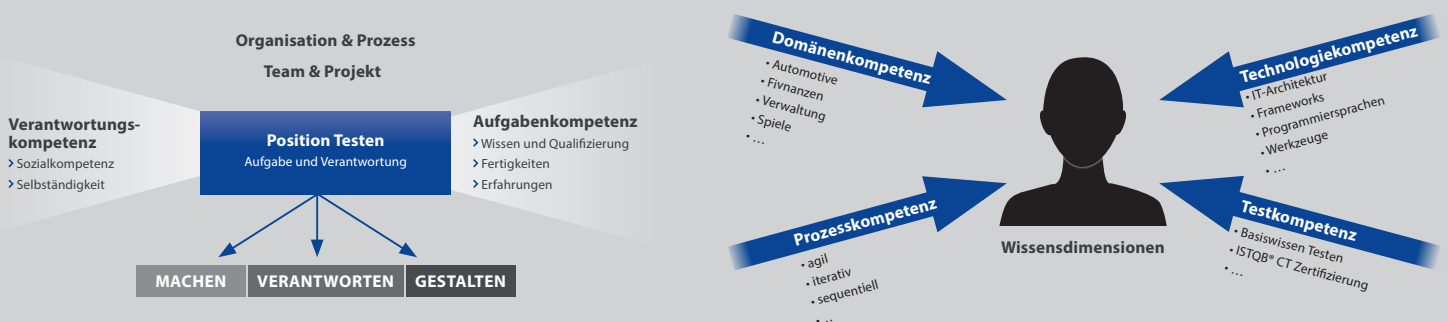 Organisation & Prozess
Team & Projekt
Verantwortungs-
kompetenz
Sozialkompetenz
Selbständigkeit
Position Testen
Aufgabe und Verantwortung
Aufgabenkompetenz
Wissen und Qualifizierung
Fertigkeiten
Erfahrungen
MACHEN
VERANTWORTEN
GESTALTEN
Domänenkompetenz
• Automotive
• Fivnanzen
• Verwaltung
• Spiele
• ...
Technologiekompetenz
• IT-Architektur
• Frameworks
• Programmiersprachen
• Werkzeuge
• ...
Prozesskompetenz
• agil
• iterativ
• sequentiell
Wissensdimensionen
Testkompetenz
• Basiswissen Testen
• ISTQB® CT Zertifizierung
• ...